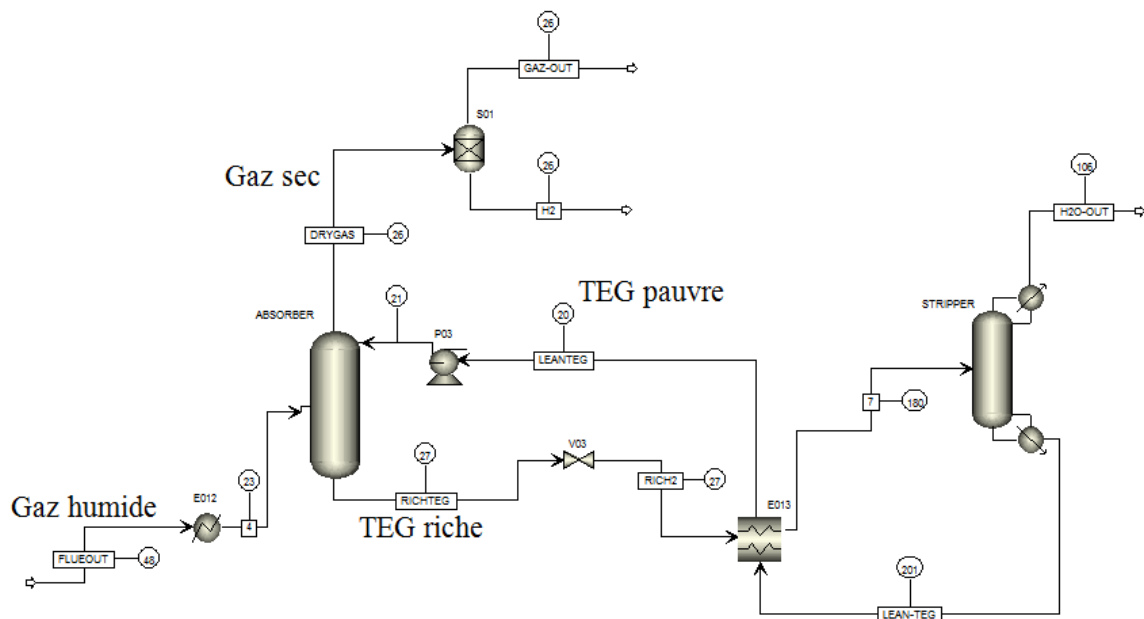 26
GAZ-OUT
S01
Gaz sec
26
H2
106
H2O-OUT
DRYGAS
26
TEG pauvre
21
20
ABSORBER
P03
LEANTEG
STRIPPER
7
180
27
V03
RICHTEG
RICH2
27
E013
TEG riche
23
Gaz humide
E012
4
FLUEOUT
48
201
LEAN-TEG